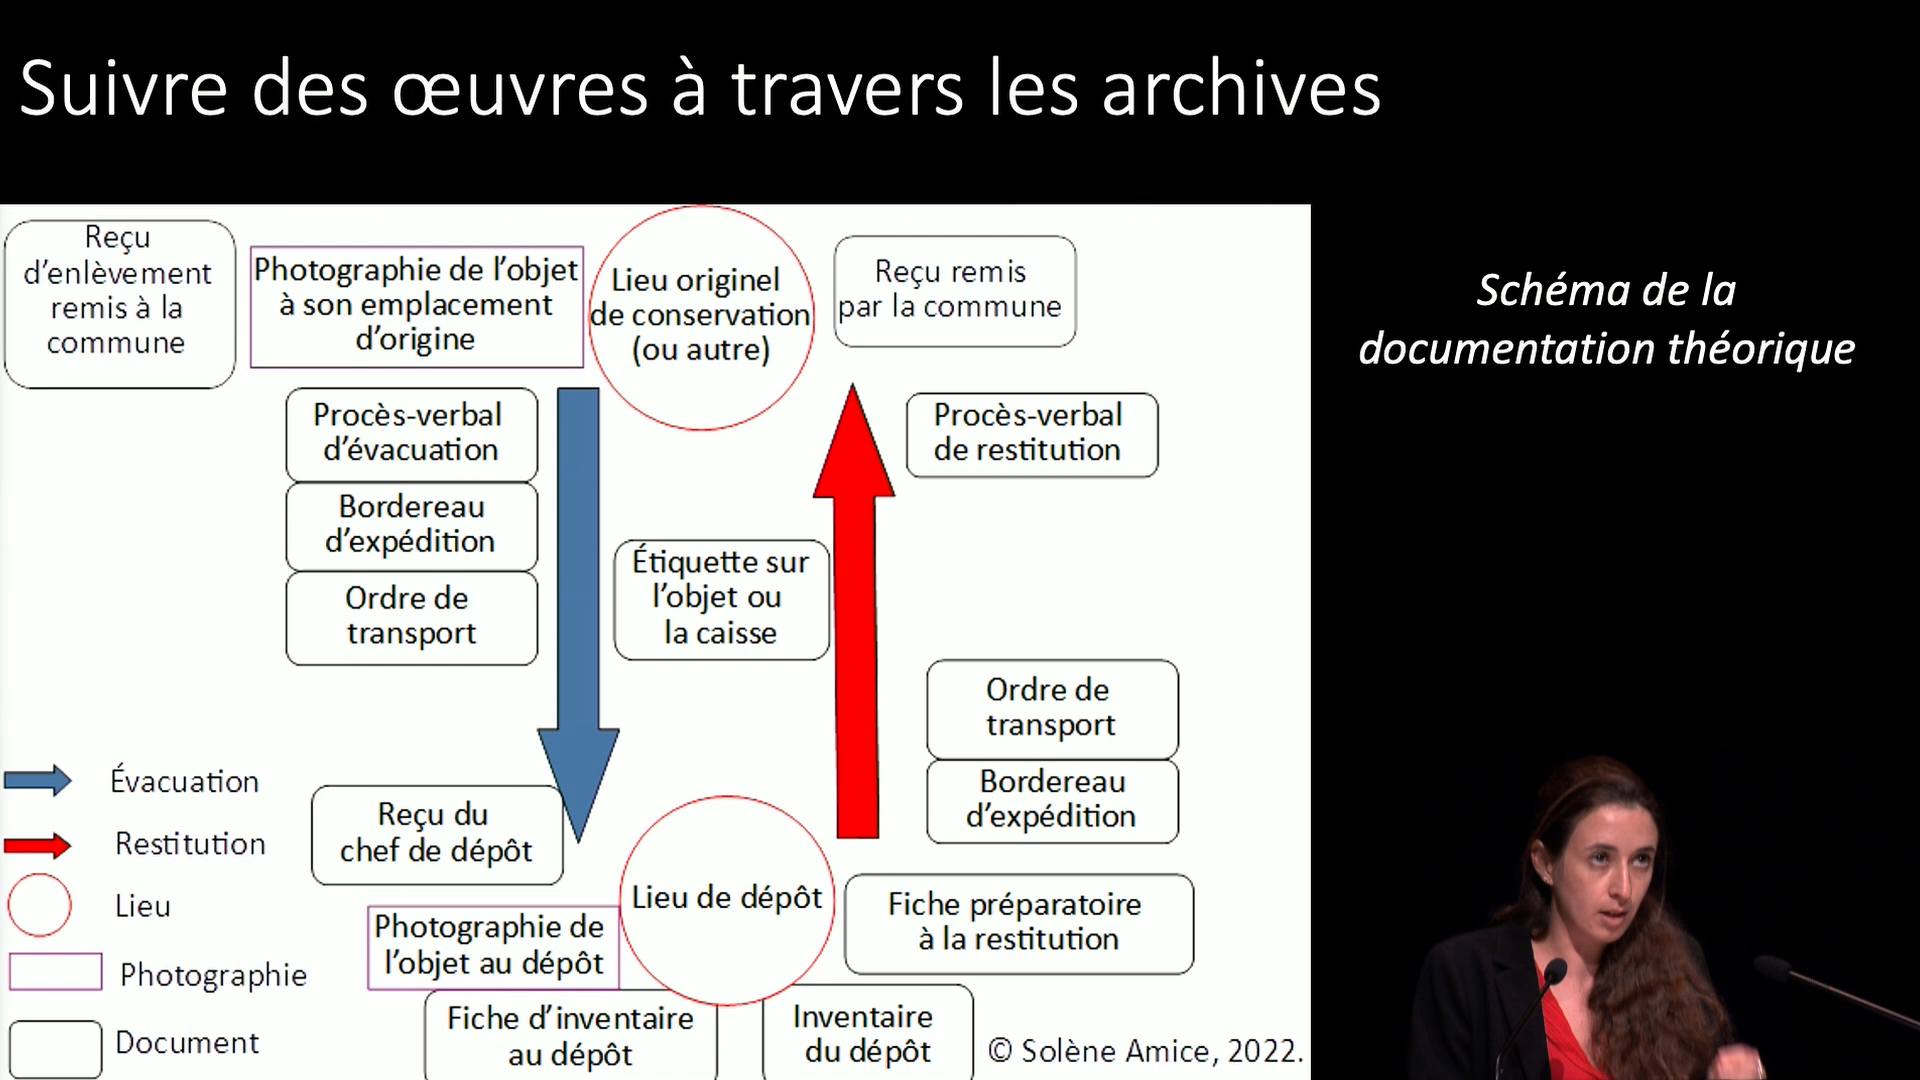 Suivre des œuvres à travers les archives
Reçu
d’enlèvement
remis à la
commune
Photographie de l’objet
à son emplacement
d’origine
Lieu originel
de conservation
(ou autre)
Reçu remis
par la commune
Schéma de la
documentation théorique
Procès-verbal
d’évacuation
Bordereau
d’expédition
Ordre de
transport
Procès-verbal
de restitution
Étiquette sur
l’objet ou
la caisse
Ordre de
transport
Bordereau
d’expédition
Évacuation
Restitution
Lieu
Photographie
Document
Reçu du
chef de dépôt
Lieu de dépôt
Photographie de
l’objet au dépôt
Fiche préparatoire
à la restitution
Fiche d’inventaire
au dépôt
Inventaire
du dépôt
© Solène Amice, 2022.